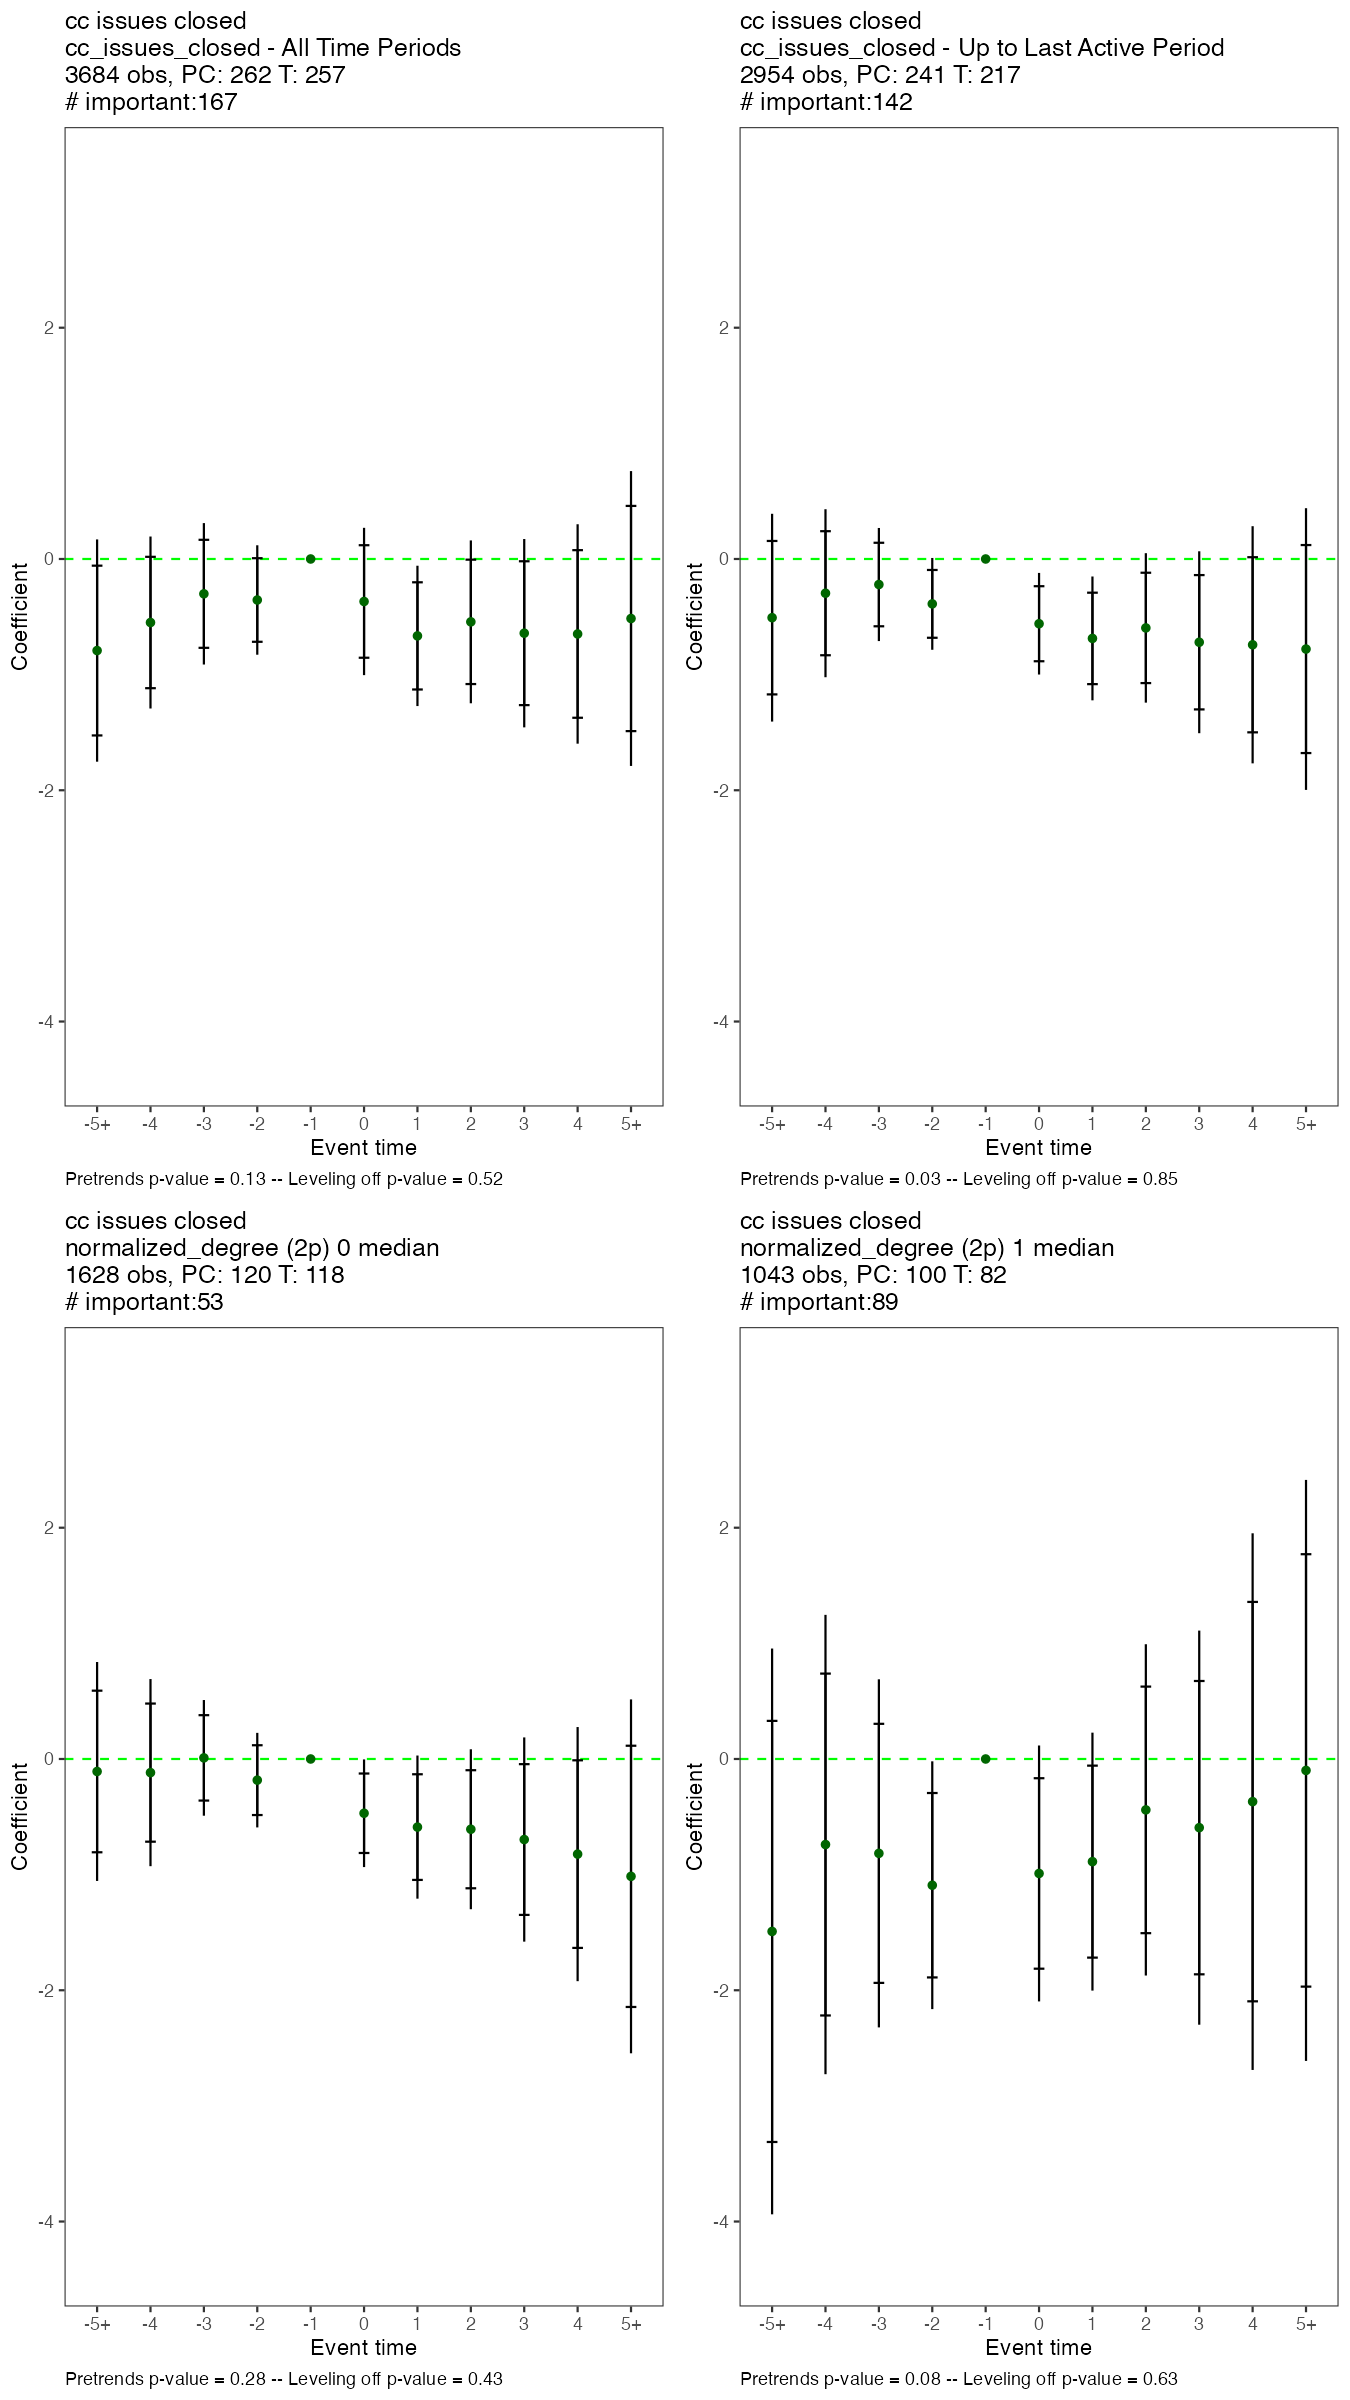 cc issues closed
cc_issues_closed - All Time Periods
3684 obs, PC: 262 T: 257
# important:167
2
0
-2
-4
Coefficient
-5+ -4 -3 -2 -1 0 1 2 3 4 5+
Event time
Pretrends p-value = 0.13 -- Leveling off p-value = 0.52
cc issues closed
cc_issues_closed - Up to Last Active Period
2954 obs, PC: 241 T: 217
# important:142
2
0
-2
-4
Coefficient
-5+ -4 -3 -2 -1 0 1 2 3 4 5+
Event time
Pretrends p-value = 0.03 -- Leveling off p-value = 0.85
cc issues closed
normalized_degree (2p) 0 median
1628 obs, PC: 120 T: 118
# important:53
2
0
-2
-4
Coefficient
-5+ -4 -3 -2 -1 0 1 2 3 4 5+
Event time
Pretrends p-value = 0.28 -- Leveling off p-value = 0.43
cc issues closed
normalized_degree (2p) 1 median
1043 obs, PC: 100 T: 82
# important:89
2
0
-2
-4
Coefficient
-5+ -4 -3 -2 -1 0 1 2 3 4 5+
Event time
Pretrends p-value = 0.08 -- Leveling off p-value = 0.63